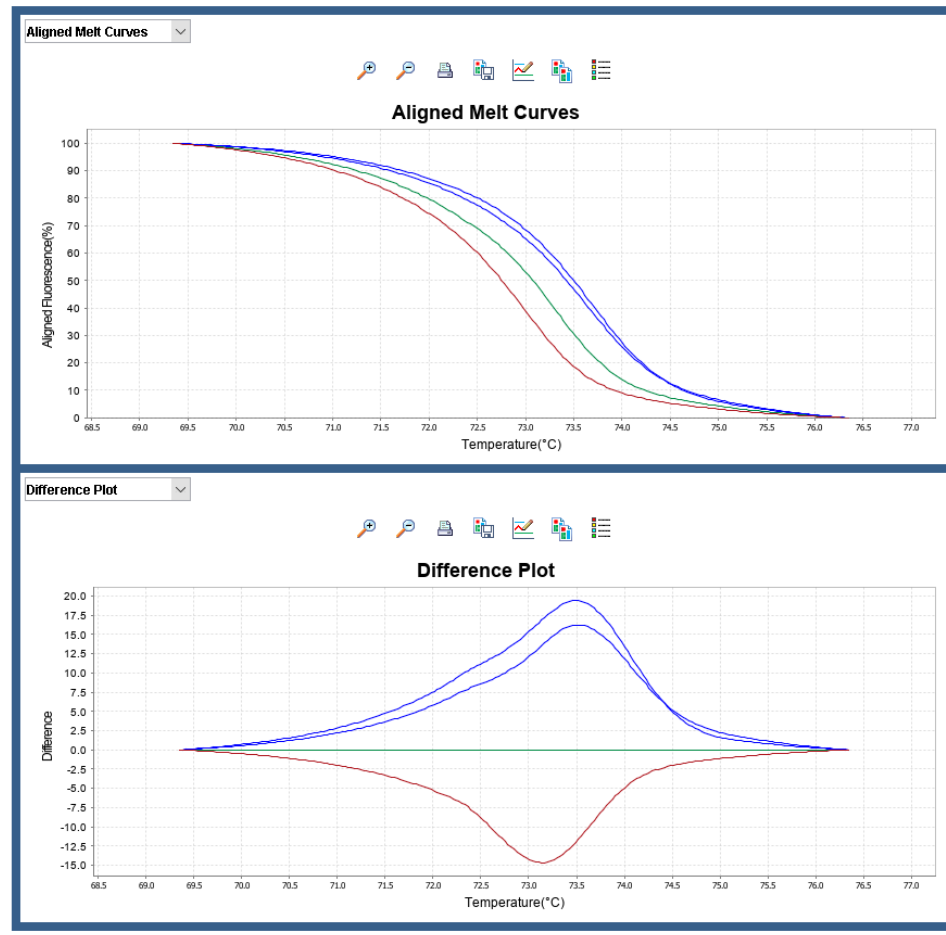 Aligned Melt Curves
Aligned Melt Curves
100
90
80
70
60
50
40
30
20
10
0
Aligned Fluorescence(%)
68.5 69.0 69.5 70.0 70.5 71.0 71.5 72.0 72.5 73.0 73.5 74.0 74.5 75.0 75.5 76.0 76.5 77.0
Temperature(°C)
Difference Plot
Difference Plot
20.0
17.5
15.0
12.5
10.0
7.5
5.0
2.5
0.0
-2.5
-5.0
-7.5
-10.0
-12.5
-15.0
Difference
68.5 69.0 69.5 70.0 70.5 71.0 71.5 72.0 72.5 73.0 73.5 74.0 74.5 75.0 75.5 76.0 76.5 77.0
Temperature(°C)